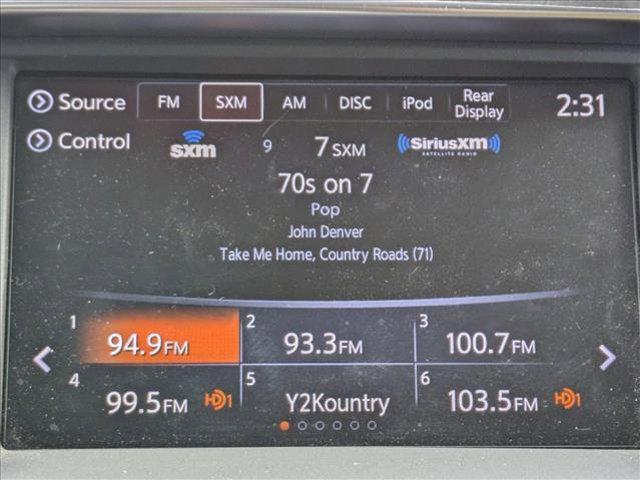 Source FM SXM AM DISC iPod Rear Display 2:31
Control sxm 9 7 SXM ((SiriusXM))
SATELLITE RADIO
70s on 7
Pop
John Denver
Take Me Home, Country Roads (71)
1 94.9FM 2 93.3FM 3 100.7FM
4 99.5FM HD1 5 Y2Kountry 6 103.5FM HD1